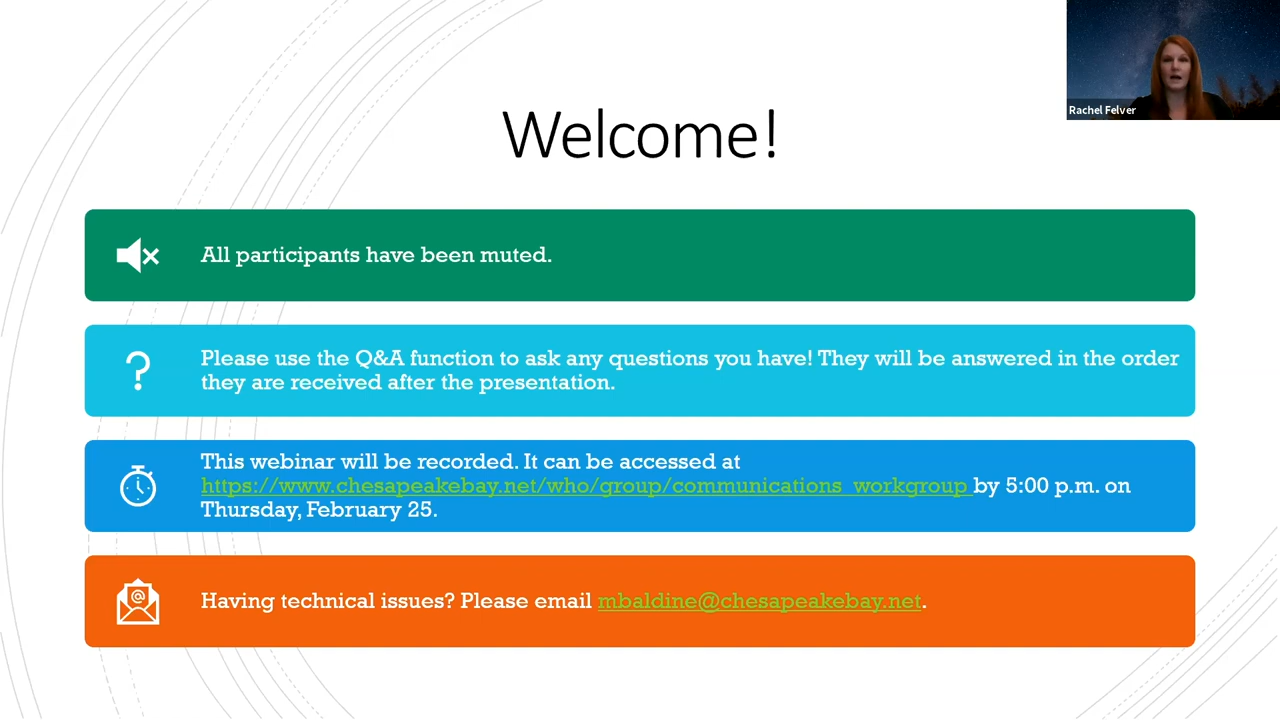 Rachel Felver
Welcome!
All participants have been muted.
Please use the Q&A function to ask any questions you have! They will be answered in the order
they are received after the presentation.
This webinar will be recorded. It can be accessed at
https://www.chesapeakebay.net/who/group/communications_workgroup by 5:00 p.m. on
Thursday, February 25.
Having technical issues? Please email mbaldine@chesapeakebay.net.